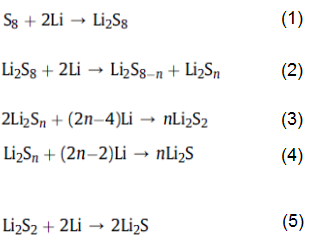 S₈ + 2Li → Li₂S₈ (1)
Li₂S₈ + 2Li → Li₂S₈₋ₙ + Li₂Sₙ (2)
2Li₂Sₙ + (2n−4)Li → nLi₂S₂ (3)
Li₂Sₙ + (2n−2)Li → nLi₂S (4)
Li₂S₂ + 2Li → 2Li₂S (5)